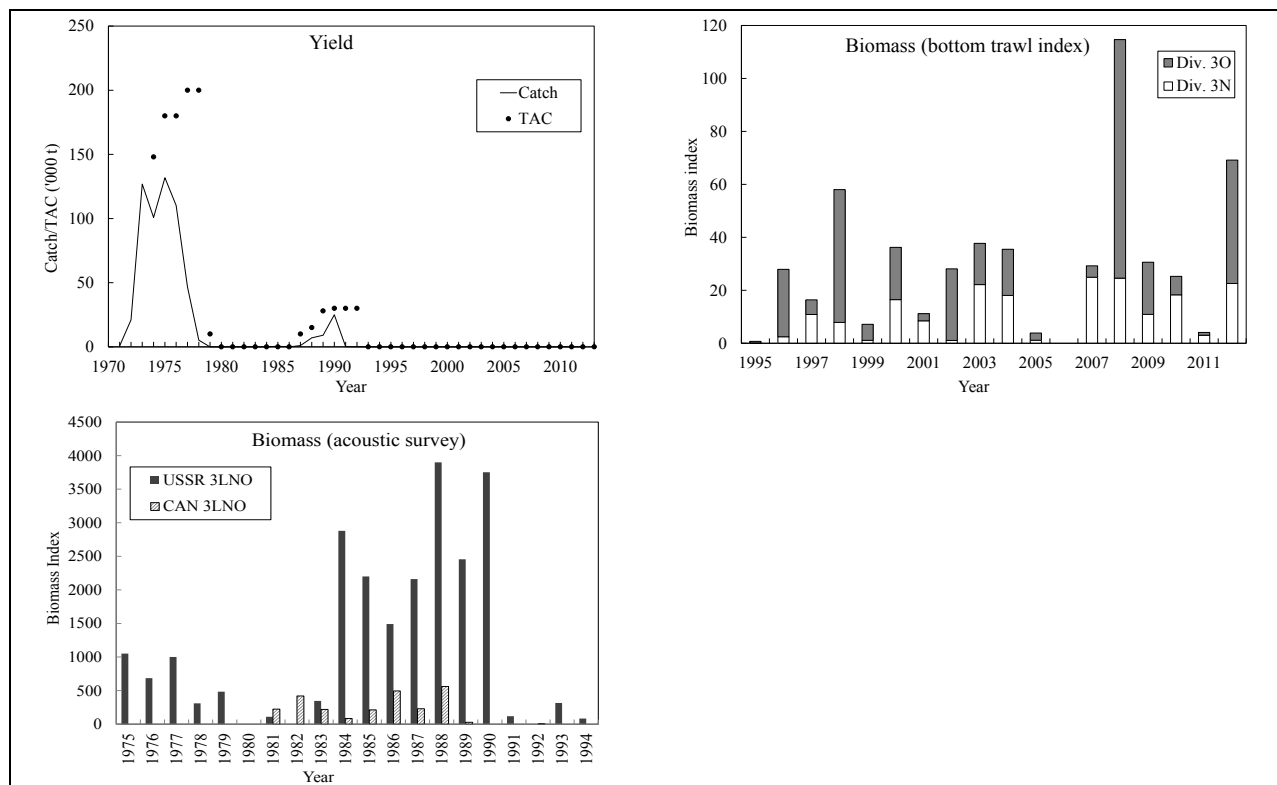 Yield
Catch
TAC
Catch/TAC ('000 t)
250
200
150
100
50
0
1970 1975 1980 1985 1990 1995 2000 2005 2010
Year
Biomass (bottom trawl index)
Div. 3O
Div. 3N
Biomass index
120
100
80
60
40
20
0
1995 1997 1999 2001 2003 2005 2007 2009 2011
Year
Biomass (acoustic survey)
USSR 3LNO
CAN 3LNO
Biomass Index
4500
4000
3500
3000
2500
2000
1500
1000
500
0
1975 1976 1977 1978 1979 1980 1981 1982 1983 1984 1985 1986 1987 1988 1989 1990 1991 1992 1993 1994
Year